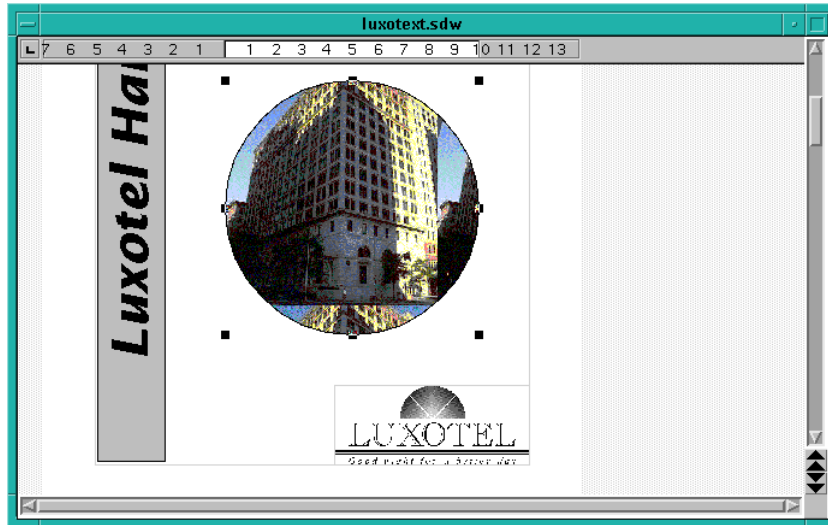 luxotext.sdw
7 6 5 4 3 2 1 1 2 3 4 5 6 7 8 9 10 11 12 13
Luxotel Ha
LUXOTEL
Good night for a better day